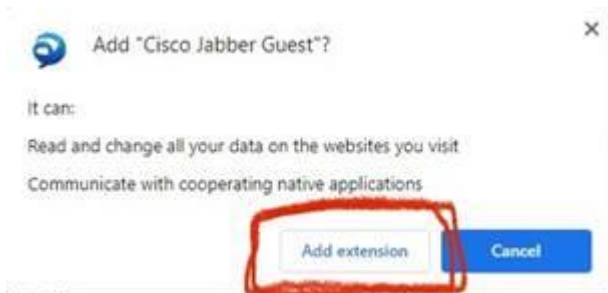 Add "Cisco Jabber Guest"?
It can:
Read and change all your data on the websites you visit
Communicate with cooperating native applications
Add extension
Cancel